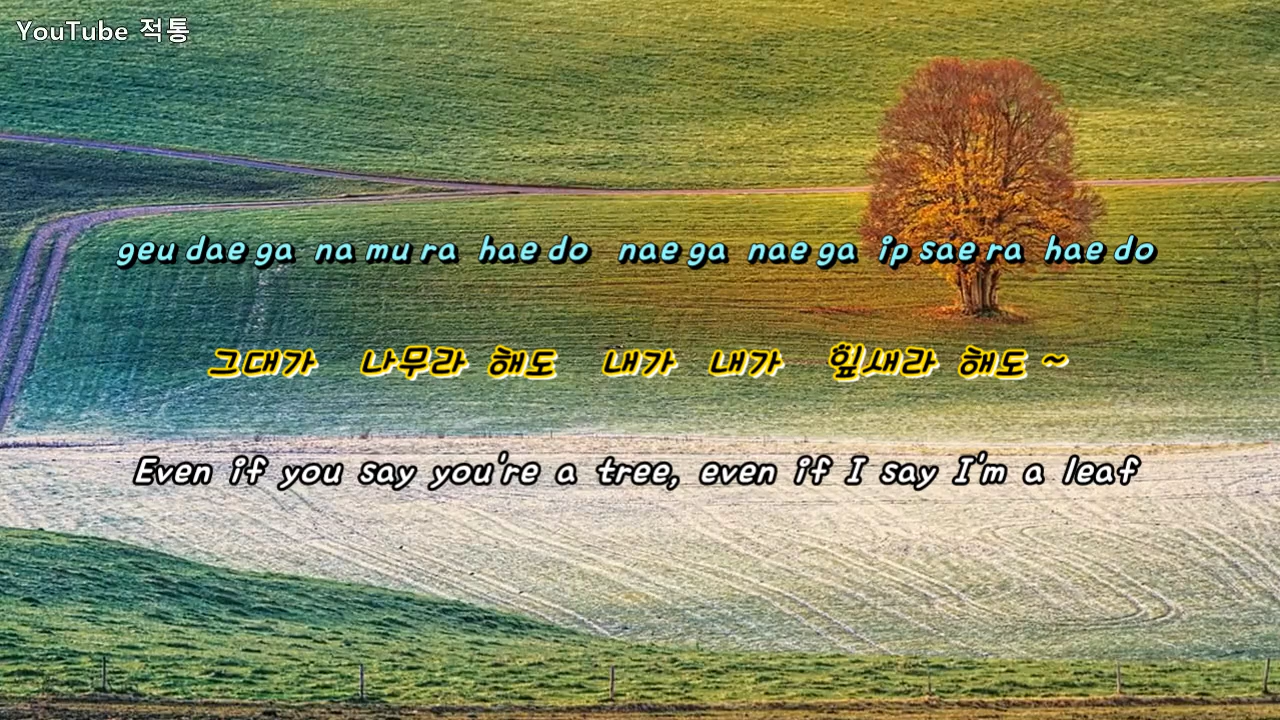 YouTube 적통
geu dae ga na mu ra hae do nae ga nae ga ip sae ra hae do
그대가 나무라 해도 내가 내가 힢새라 해도 ~
Even if you say you're a tree, even if I say I'm a leaf